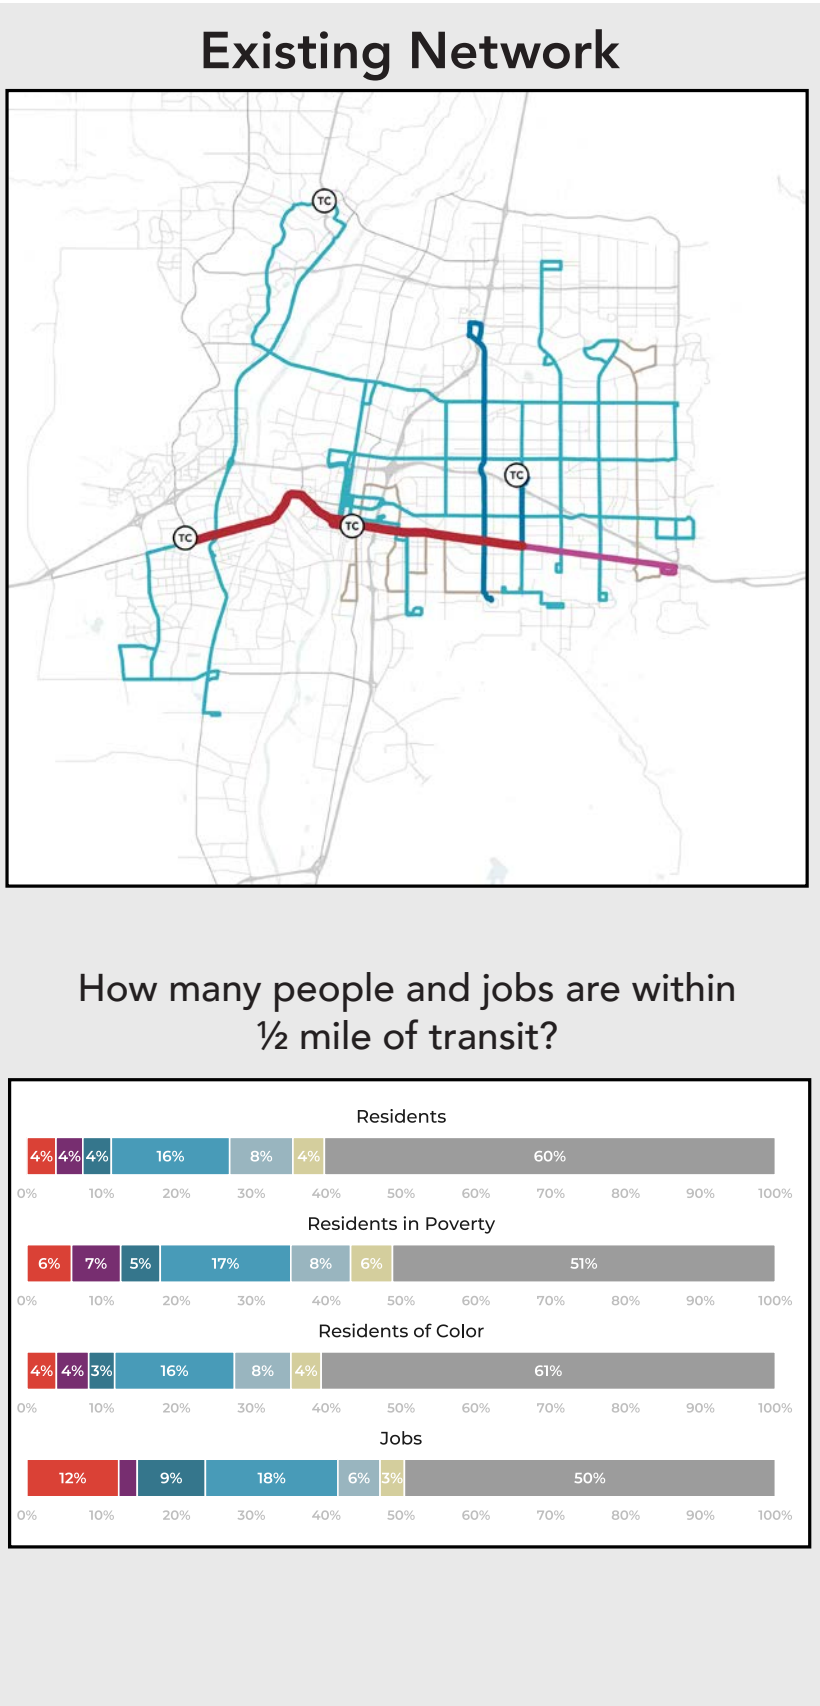 Existing Network
TC
TC
TC
TC
How many people and jobs are within
½ mile of transit?
Residents
4% 4% 4% 16% 8% 4% 60%
0% 10% 20% 30% 40% 50% 60% 70% 80% 90% 100%
Residents in Poverty
6% 7% 5% 17% 8% 6% 51%
0% 10% 20% 30% 40% 50% 60% 70% 80% 90% 100%
Residents of Color
4% 4% 3% 16% 8% 4% 61%
0% 10% 20% 30% 40% 50% 60% 70% 80% 90% 100%
Jobs
12% 9% 18% 6% 3% 50%
0% 10% 20% 30% 40% 50% 60% 70% 80% 90% 100%